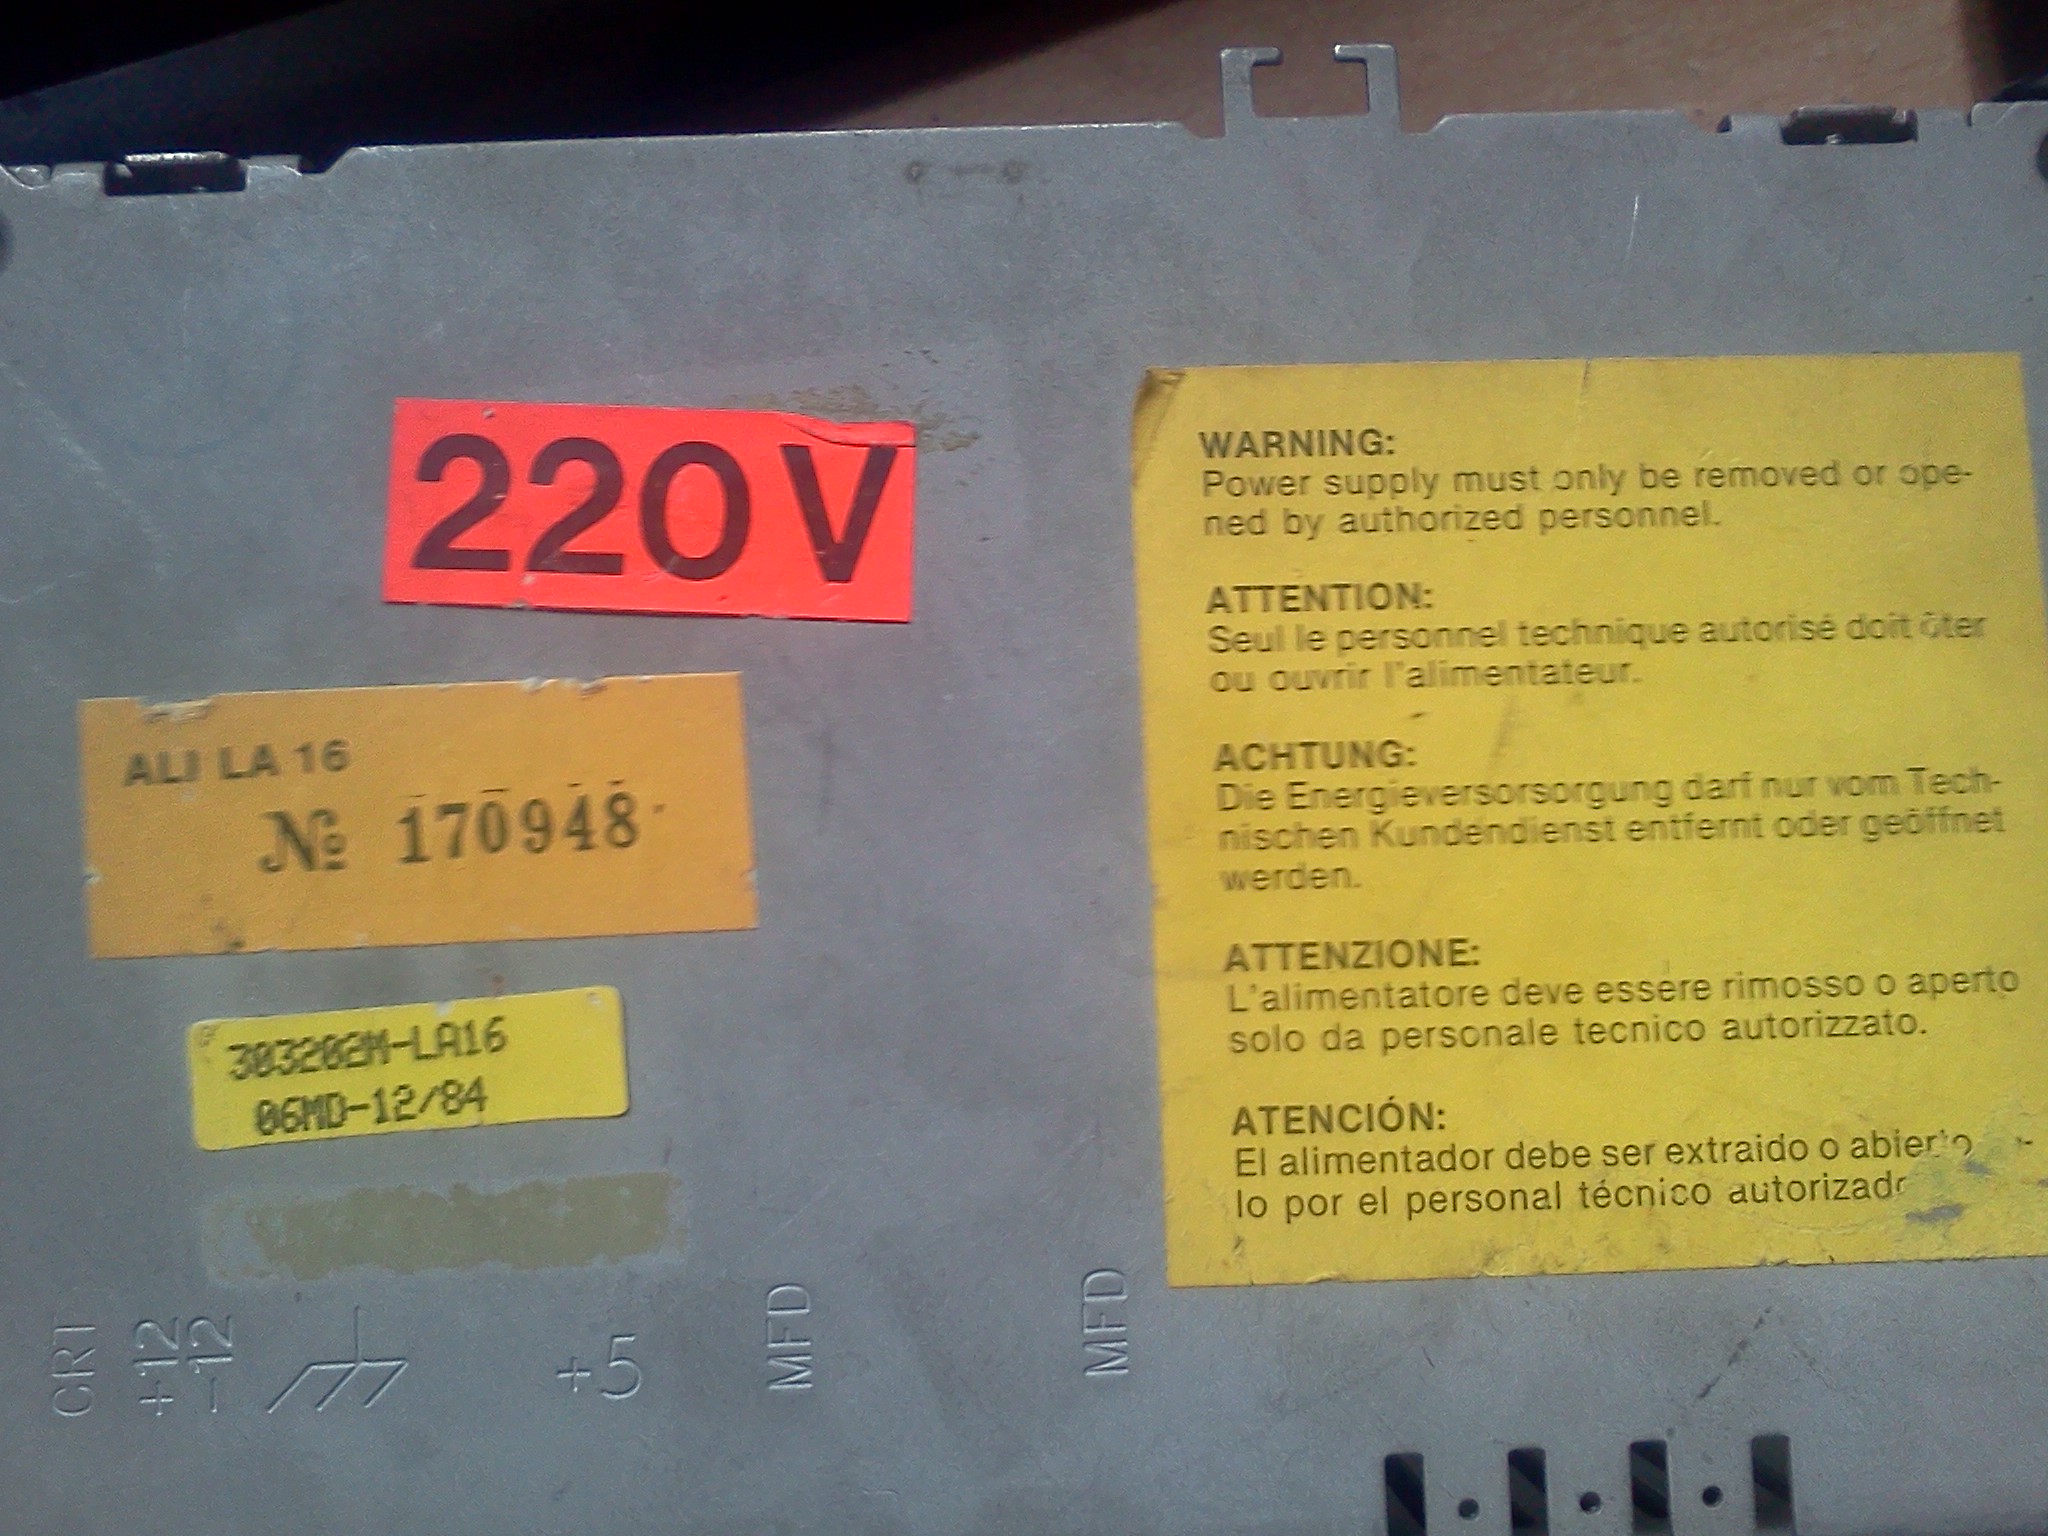 220V
ALI LA 16
№ 170948
303202M-LA16
06MD-12/84
CRT
+12
-12
+5
MFD
MFD
WARNING:
Power supply must only be removed or ope-
ned by authorized personnel.
ATTENTION:
Seul le personnel technique autorisé doit ôter
ou ouvrir l'alimentateur.
ACHTUNG:
Die Energieversorsorgung darf nur vom Tech-
nischen Kundendienst entfernt oder geöffnet
werden.
ATTENZIONE:
L'alimentatore deve essere rimosso o aperto
solo da personale tecnico autorizzato.
ATENCIÓN:
El alimentador debe ser extraido o abierto
lo por el personal técnico autorizado